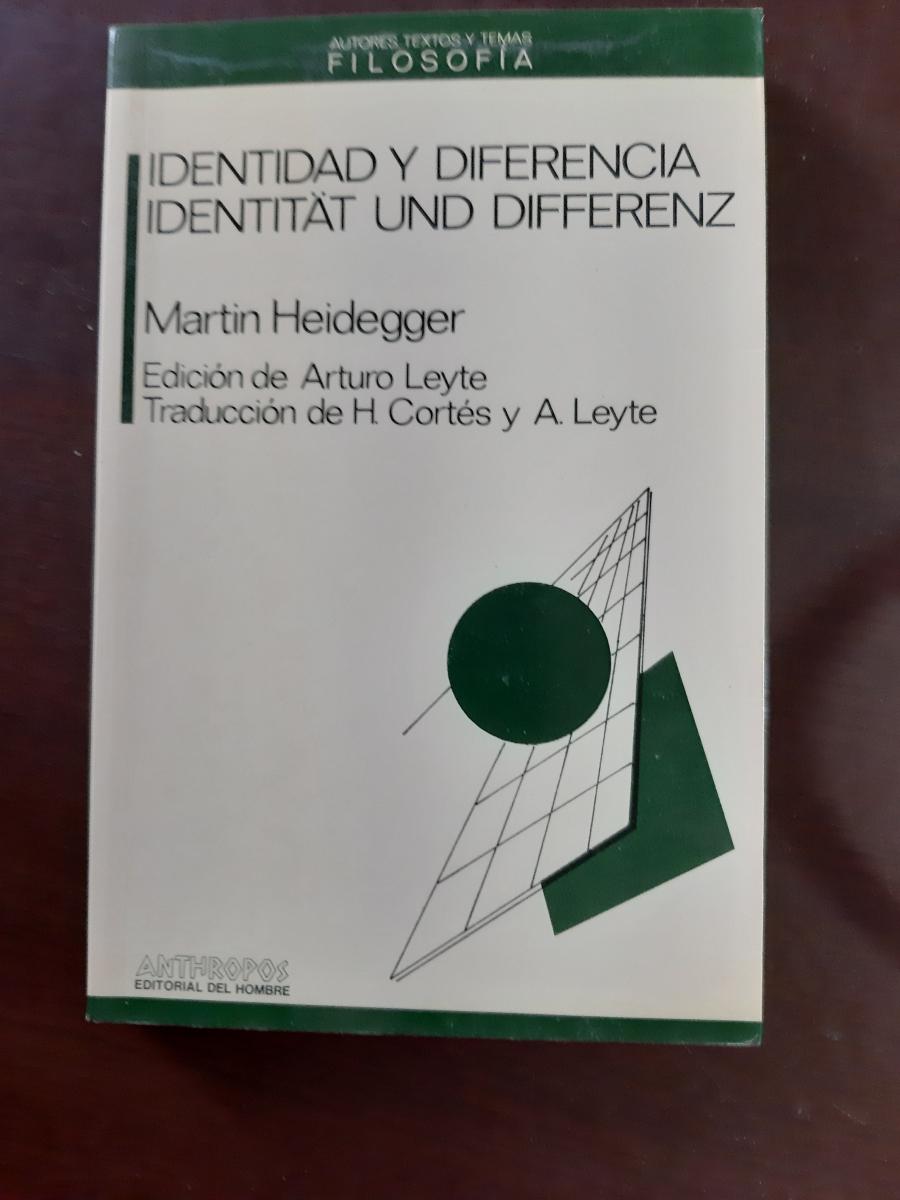 AUTORES, TEXTOS Y TEMAS
FILOSOFÍA
IDENTIDAD Y DIFERENCIA
IDENTITÄT UND DIFFERENZ
Martin Heidegger
Edición de Arturo Leyte
Traducción de H. Cortés y A. Leyte
ANTHROPOS
EDITORIAL DEL HOMBRE